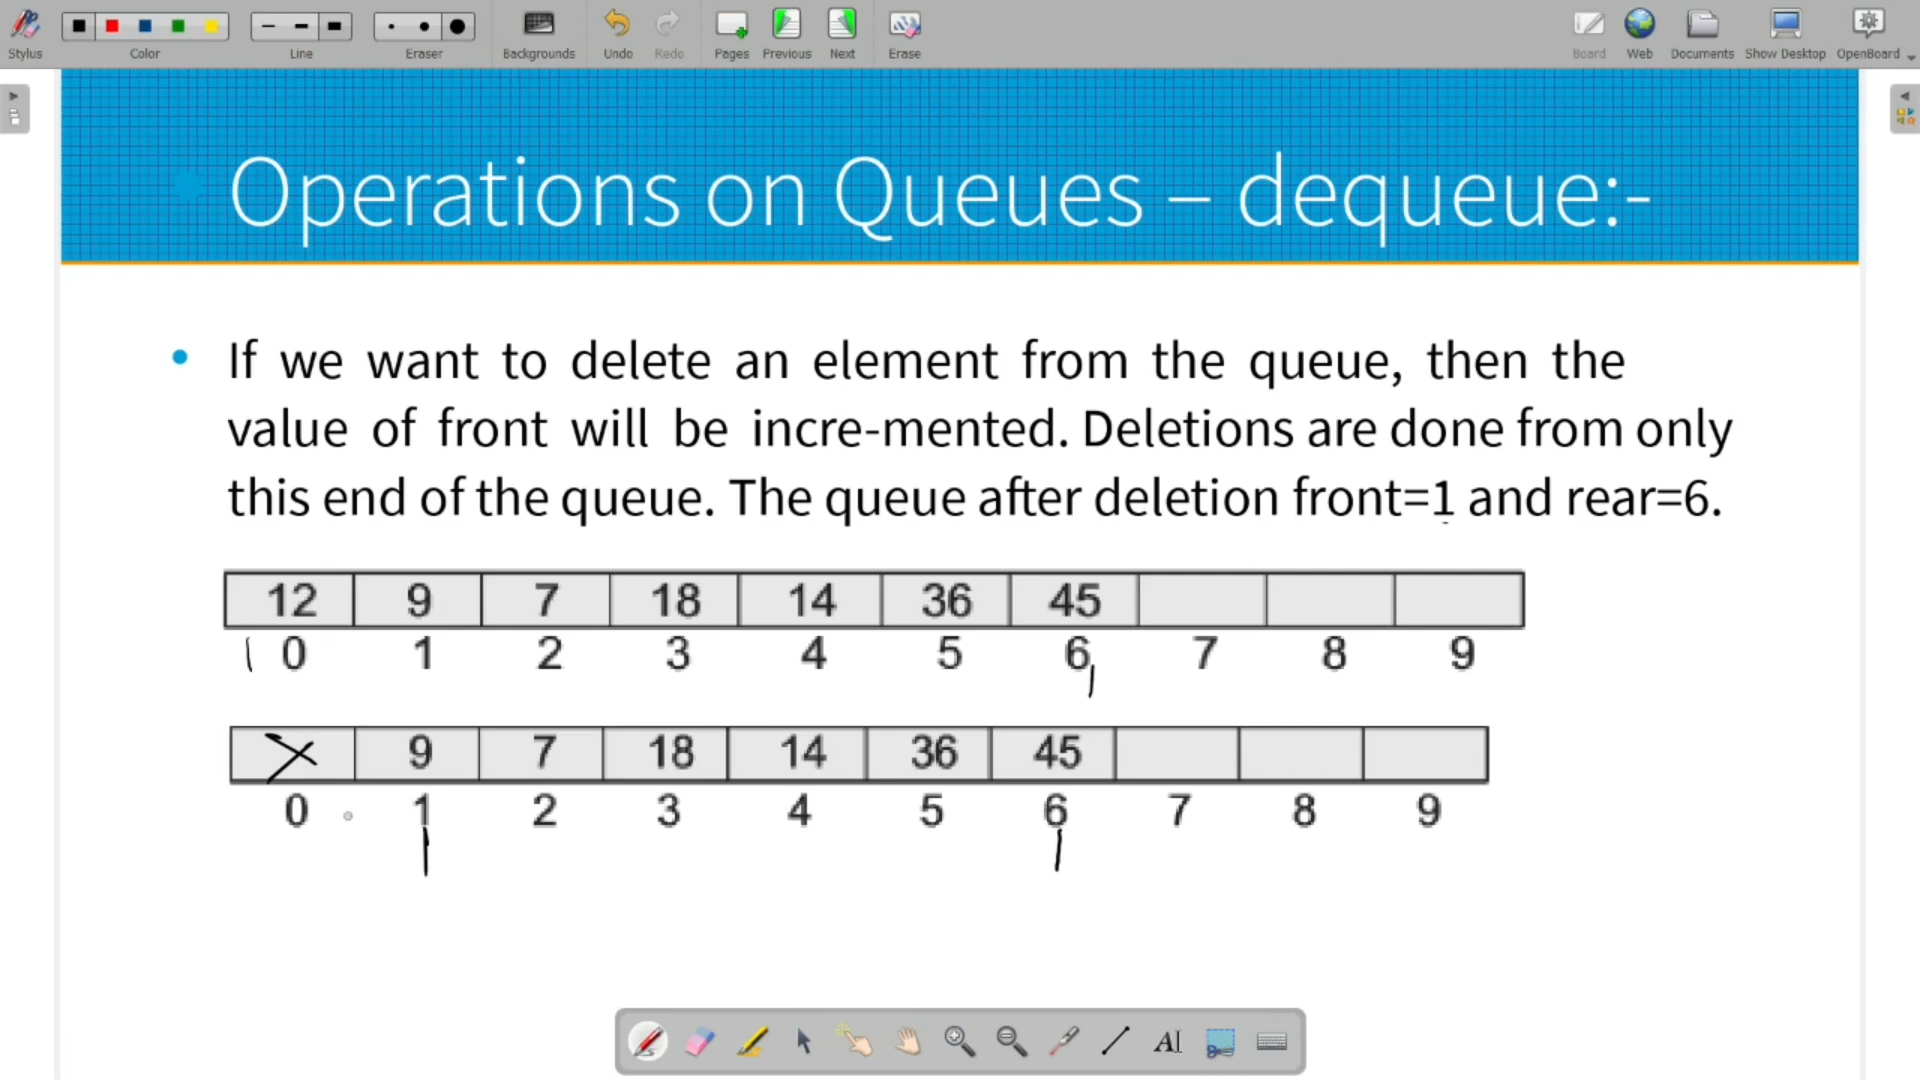 Stylus
Color
Line
Eraser
Backgrounds
Undo
Redo
Pages
Previous
Next
Erase
Board
Web
Documents
Show Desktop
OpenBoard
Operations on Queues – dequeue:-
If we want to delete an element from the queue, then the
value of front will be incre-mented. Deletions are done from only
this end of the queue. The queue after deletion front=1 and rear=6.
12 9 7 18 14 36 45
0 1 2 3 4 5 6 7 8 9
9 7 18 14 36 45
0 1 2 3 4 5 6 7 8 9
AI